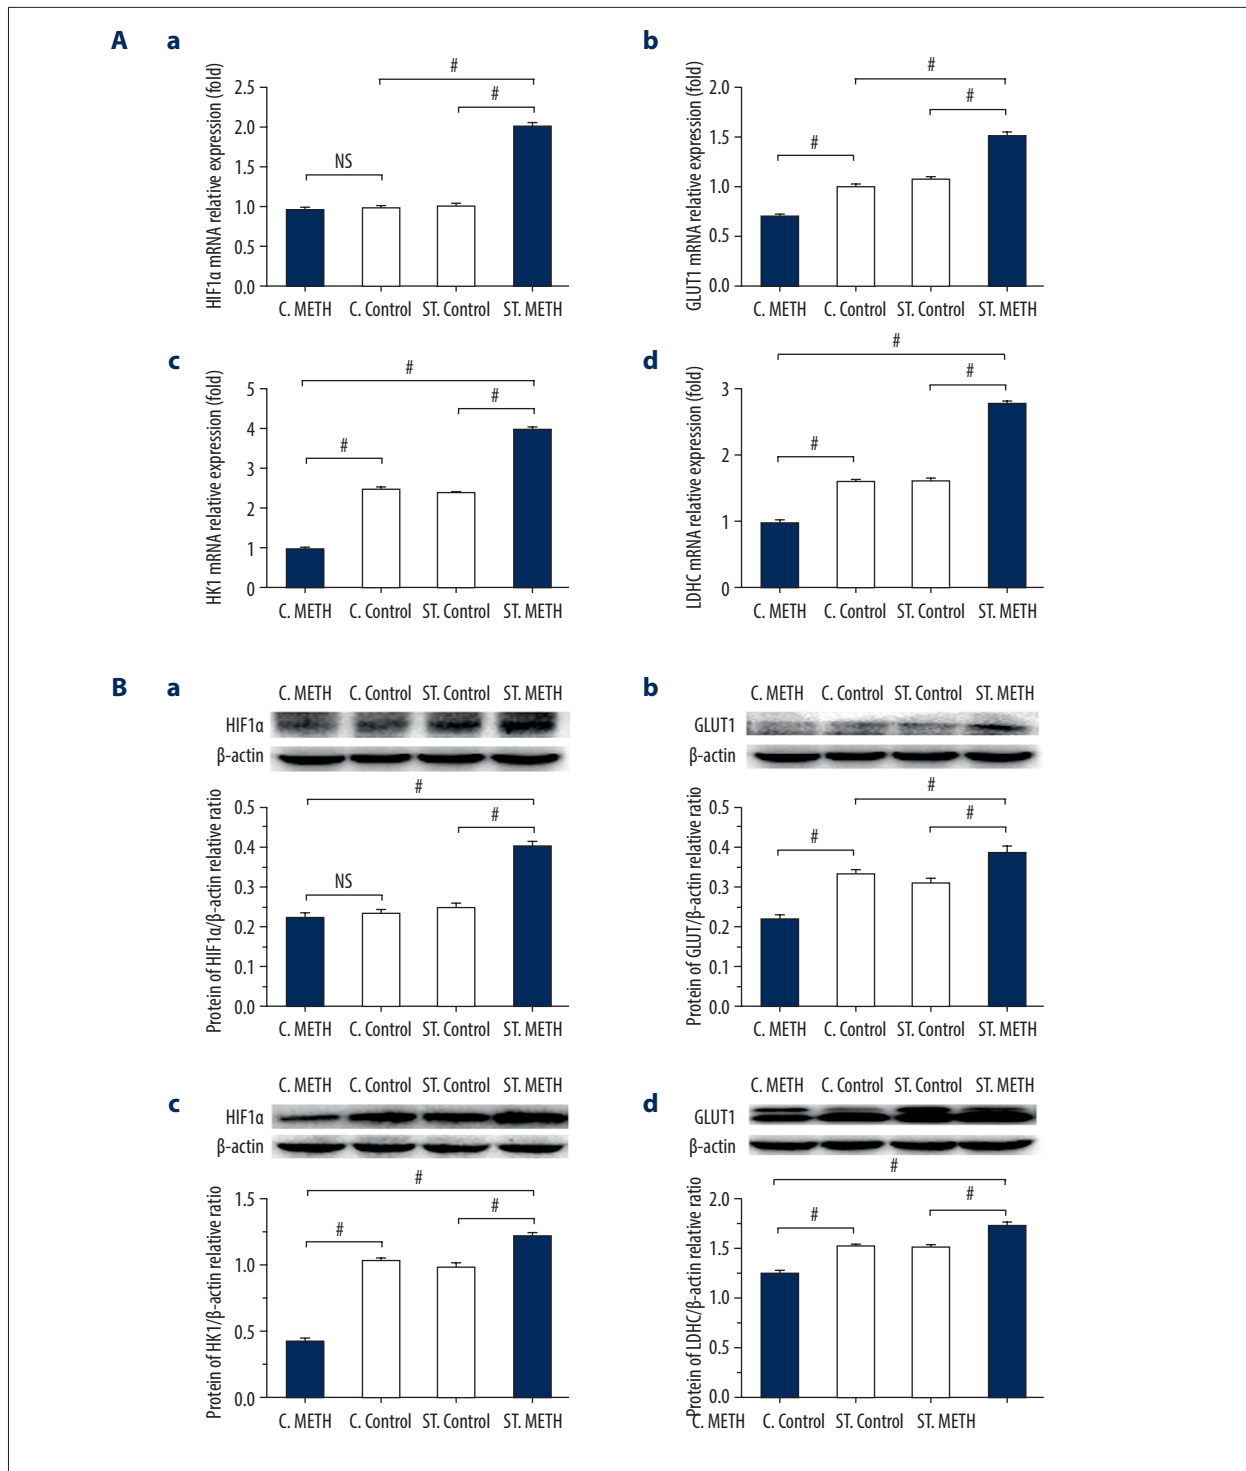 A a
#
#
NS
HIF1α mRNA relative expression (fold)
2.5
2.0
1.5
1.0
0.5
0.0
C. METH C. Control ST. Control ST. METH
b
#
#
#
GLUT1 mRNA relative expression (fold)
2.0
1.5
1.0
0.5
0.0
C. METH C. Control ST. Control ST. METH
c
#
#
#
HK1 mRNA relative expression (fold)
5
4
3
2
1
0
C. METH C. Control ST. Control ST. METH
d
#
#
#
LDHC mRNA relative expression (fold)
3
2
1
0
C. METH C. Control ST. Control ST. METH
B a
C. METH C. Control ST. Control ST. METH
HIF1α
β-actin
#
#
NS
Protein of HIF1α/β-actin relative ratio
0.5
0.4
0.3
0.2
0.1
0.0
C. METH C. Control ST. Control ST. METH
b
C. METH C. Control ST. Control ST. METH
GLUT1
β-actin
#
#
#
Protein of GLUT/β-actin relative ratio
0.5
0.4
0.3
0.2
0.1
0.0
C. METH C. Control ST. Control ST. METH
c
C. METH C. Control ST. Control ST. METH
HIF1α
β-actin
#
#
#
Protein of HK1/β-actin relative ratio
1.5
1.0
0.5
0.0
C. METH C. Control ST. Control ST. METH
d
C. METH C. Control ST. Control ST. METH
GLUT1
β-actin
#
#
#
Protein of LDHC/β-actin relative ratio
2.0
1.5
1.0
0.5
0.0
C. METH C. Control ST. Control ST. METH